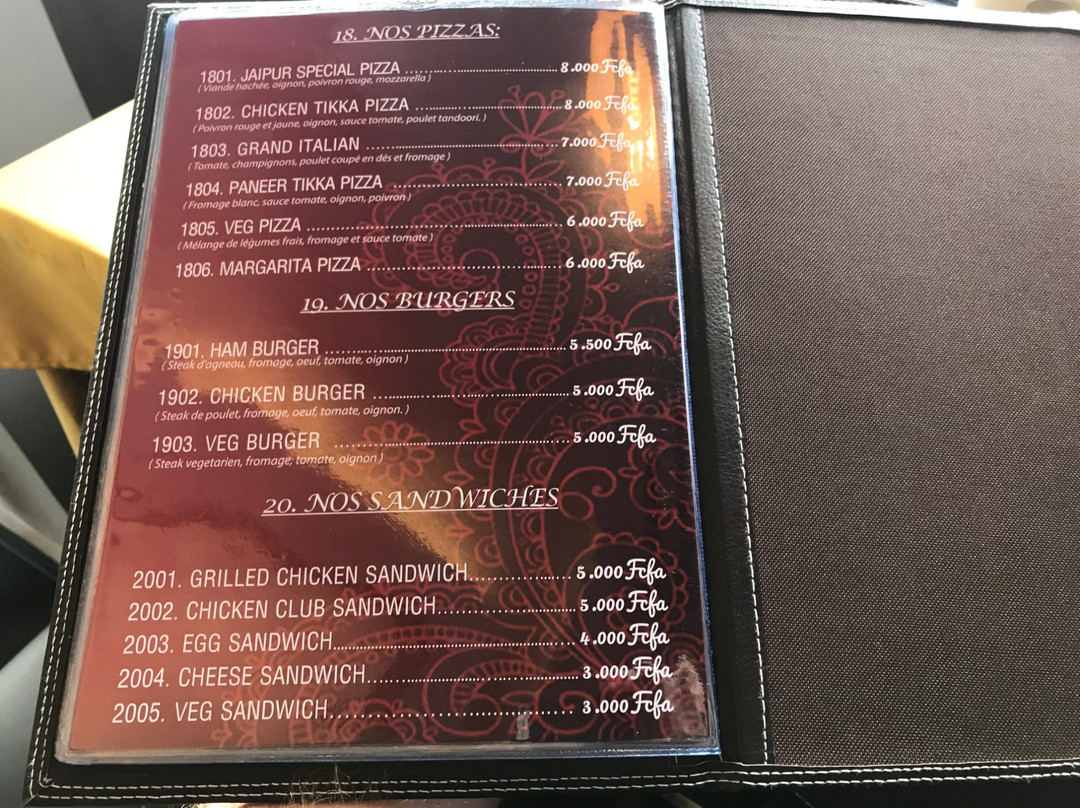 18. NOS PIZZAS:
1801. JAIPUR SPECIAL PIZZA ........................................ 8.000 Fcfa
( Viande hachée, oignon, poivron rouge, mozzarella )
1802. CHICKEN TIKKA PIZZA ........................................ 8.000 Fcfa
( Poivron rouge et jaune, oignon, sauce tomate, poulet tandoori. )
1803. GRAND ITALIAN ........................................ 7.000 Fcfa
( Tomate, champignons, poulet coupé en dés et fromage )
1804. PANEER TIKKA PIZZA ........................................ 7.000 Fcfa
( Fromage blanc, sauce tomate, oignon, poivron )
1805. VEG PIZZA ........................................ 6.000 Fcfa
( Mélange de légumes frais, fromage et sauce tomate )
1806. MARGARITA PIZZA ........................................ 6.000 Fcfa
19. NOS BURGERS
1901. HAM BURGER ........................................ 5.500 Fcfa
( Steak d'agneau, fromage, oeuf, tomate, oignon )
1902. CHICKEN BURGER ........................................ 5.000 Fcfa
( Steak de poulet, fromage, oeuf, tomate, oignon. )
1903. VEG BURGER ........................................ 5.000 Fcfa
( Steak vegetarien, fromage, tomate, oignon )
20. NOS SANDWICHES
2001. GRILLED CHICKEN SANDWICH.................... 5.000 Fcfa
2002. CHICKEN CLUB SANDWICH........................ 5.000 Fcfa
2003. EGG SANDWICH........................................ 4.000 Fcfa
2004. CHEESE SANDWICH.................................... 3.000 Fcfa
2005. VEG SANDWICH........................................ 3.000 Fcfa